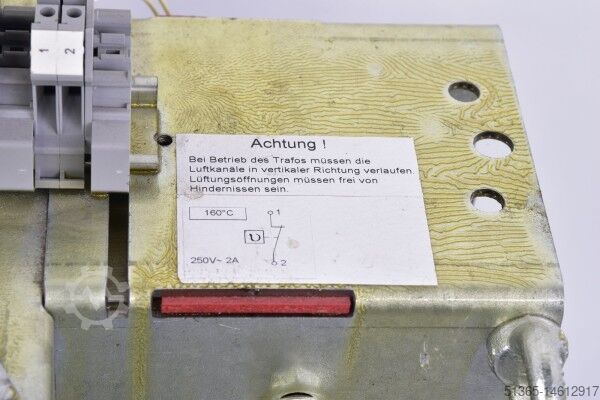 1 2
Achtung !
Bei Betrieb des Trafos müssen die
Luftkanäle in vertikaler Richtung verlaufen.
Lüftungsöffnungen müssen frei von
Hindernissen sein.
160°C
1
ϑ
250V~ 2A
2
51365-14612917